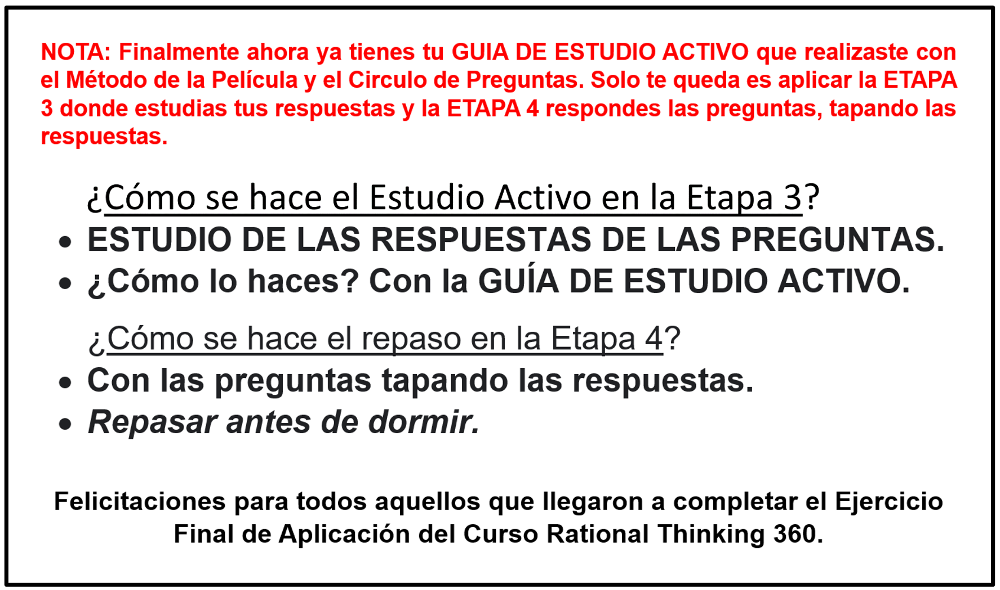 NOTA: Finalmente ahora ya tienes tu GUIA DE ESTUDIO ACTIVO que realizaste con
el Método de la Película y el Circulo de Preguntas. Solo te queda es aplicar la ETAPA
3 donde estudias tus respuestas y la ETAPA 4 respondes las preguntas, tapando las
respuestas.
¿Cómo se hace el Estudio Activo en la Etapa 3?
• ESTUDIO DE LAS RESPUESTAS DE LAS PREGUNTAS.
• ¿Cómo lo haces? Con la GUÍA DE ESTUDIO ACTIVO.
¿Cómo se hace el repaso en la Etapa 4?
• Con las preguntas tapando las respuestas.
• Repasar antes de dormir.
Felicitaciones para todos aquellos que llegaron a completar el Ejercicio
Final de Aplicación del Curso Rational Thinking 360.